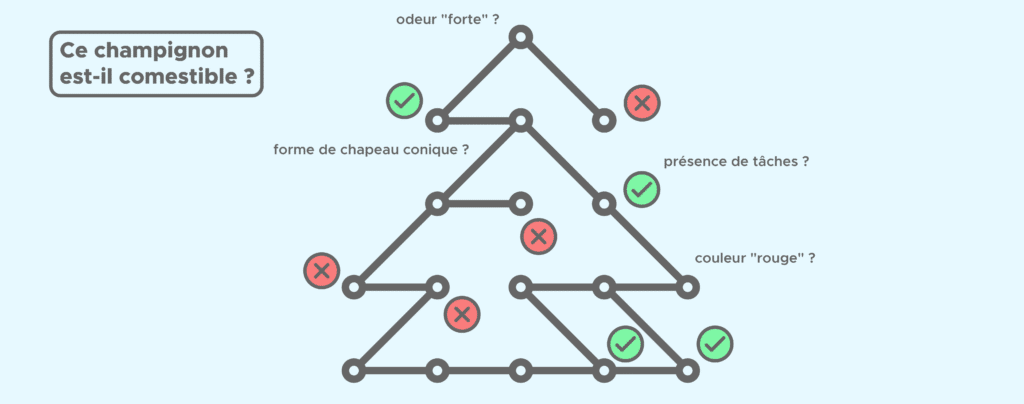 odeur "forte" ?
Ce champignon
est-il comestible ?
forme de chapeau conique ?
présence de tâches ?
couleur "rouge" ?